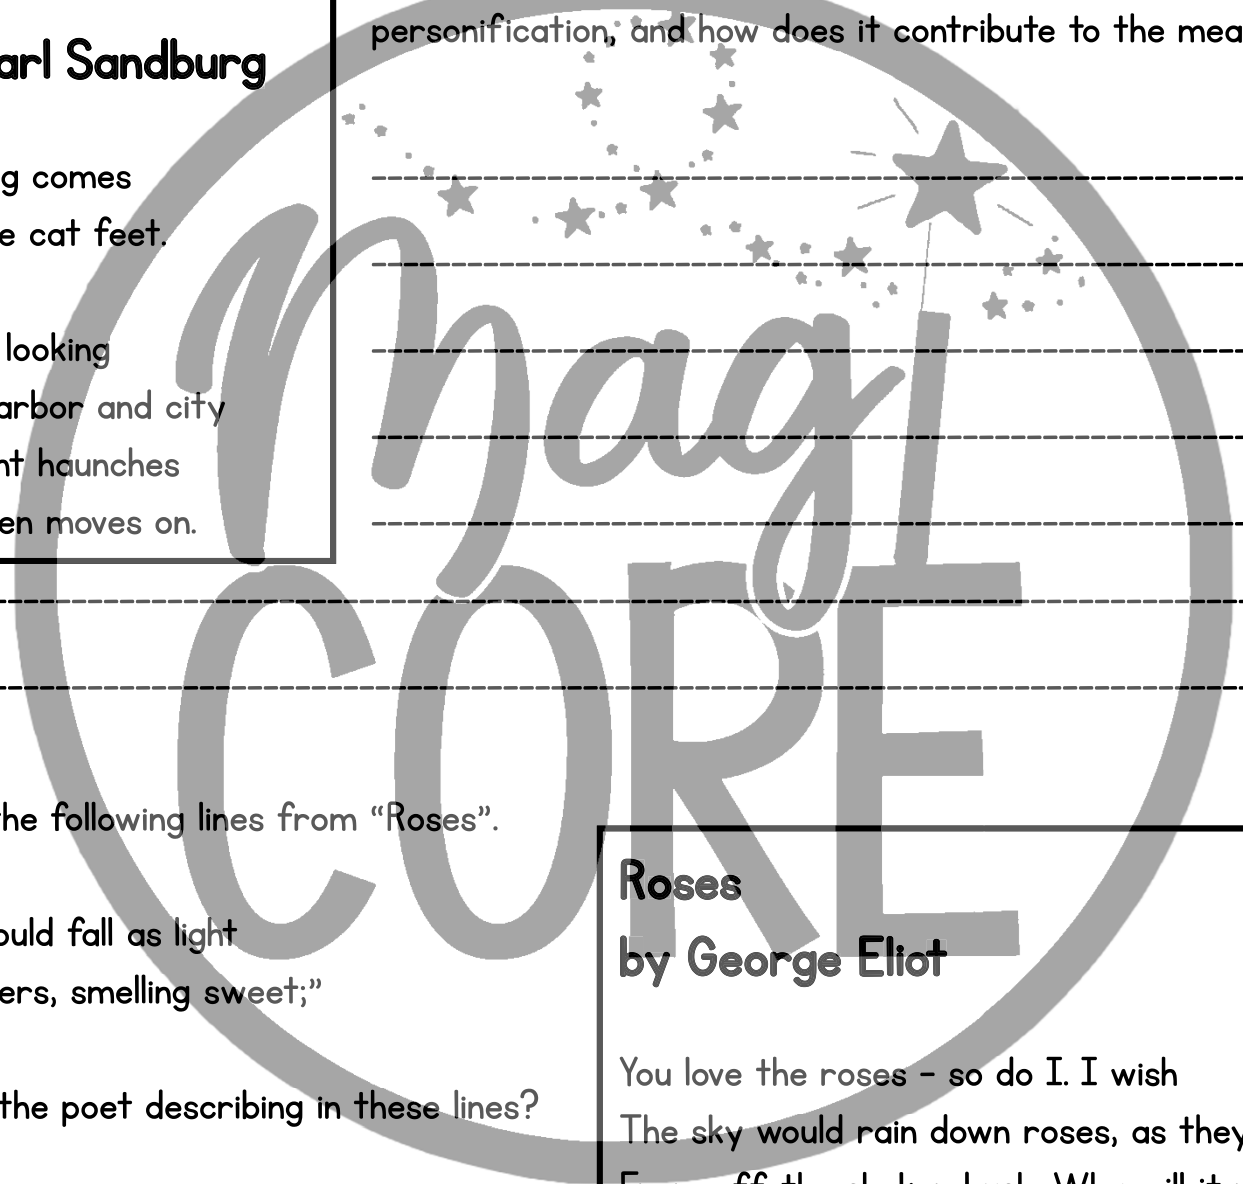 personification, and how does it contribute to the mea
arl Sandburg
g comes
e cat feet.
looking
arbor and city
nt haunches
en moves on.
Magi
CORE
the following lines from “Roses”.
ould fall as light
ers, smelling sweet;”
the poet describing in these lines?
Roses
by George Eliot
You love the roses - so do I. I wish
The sky would rain down roses, as they